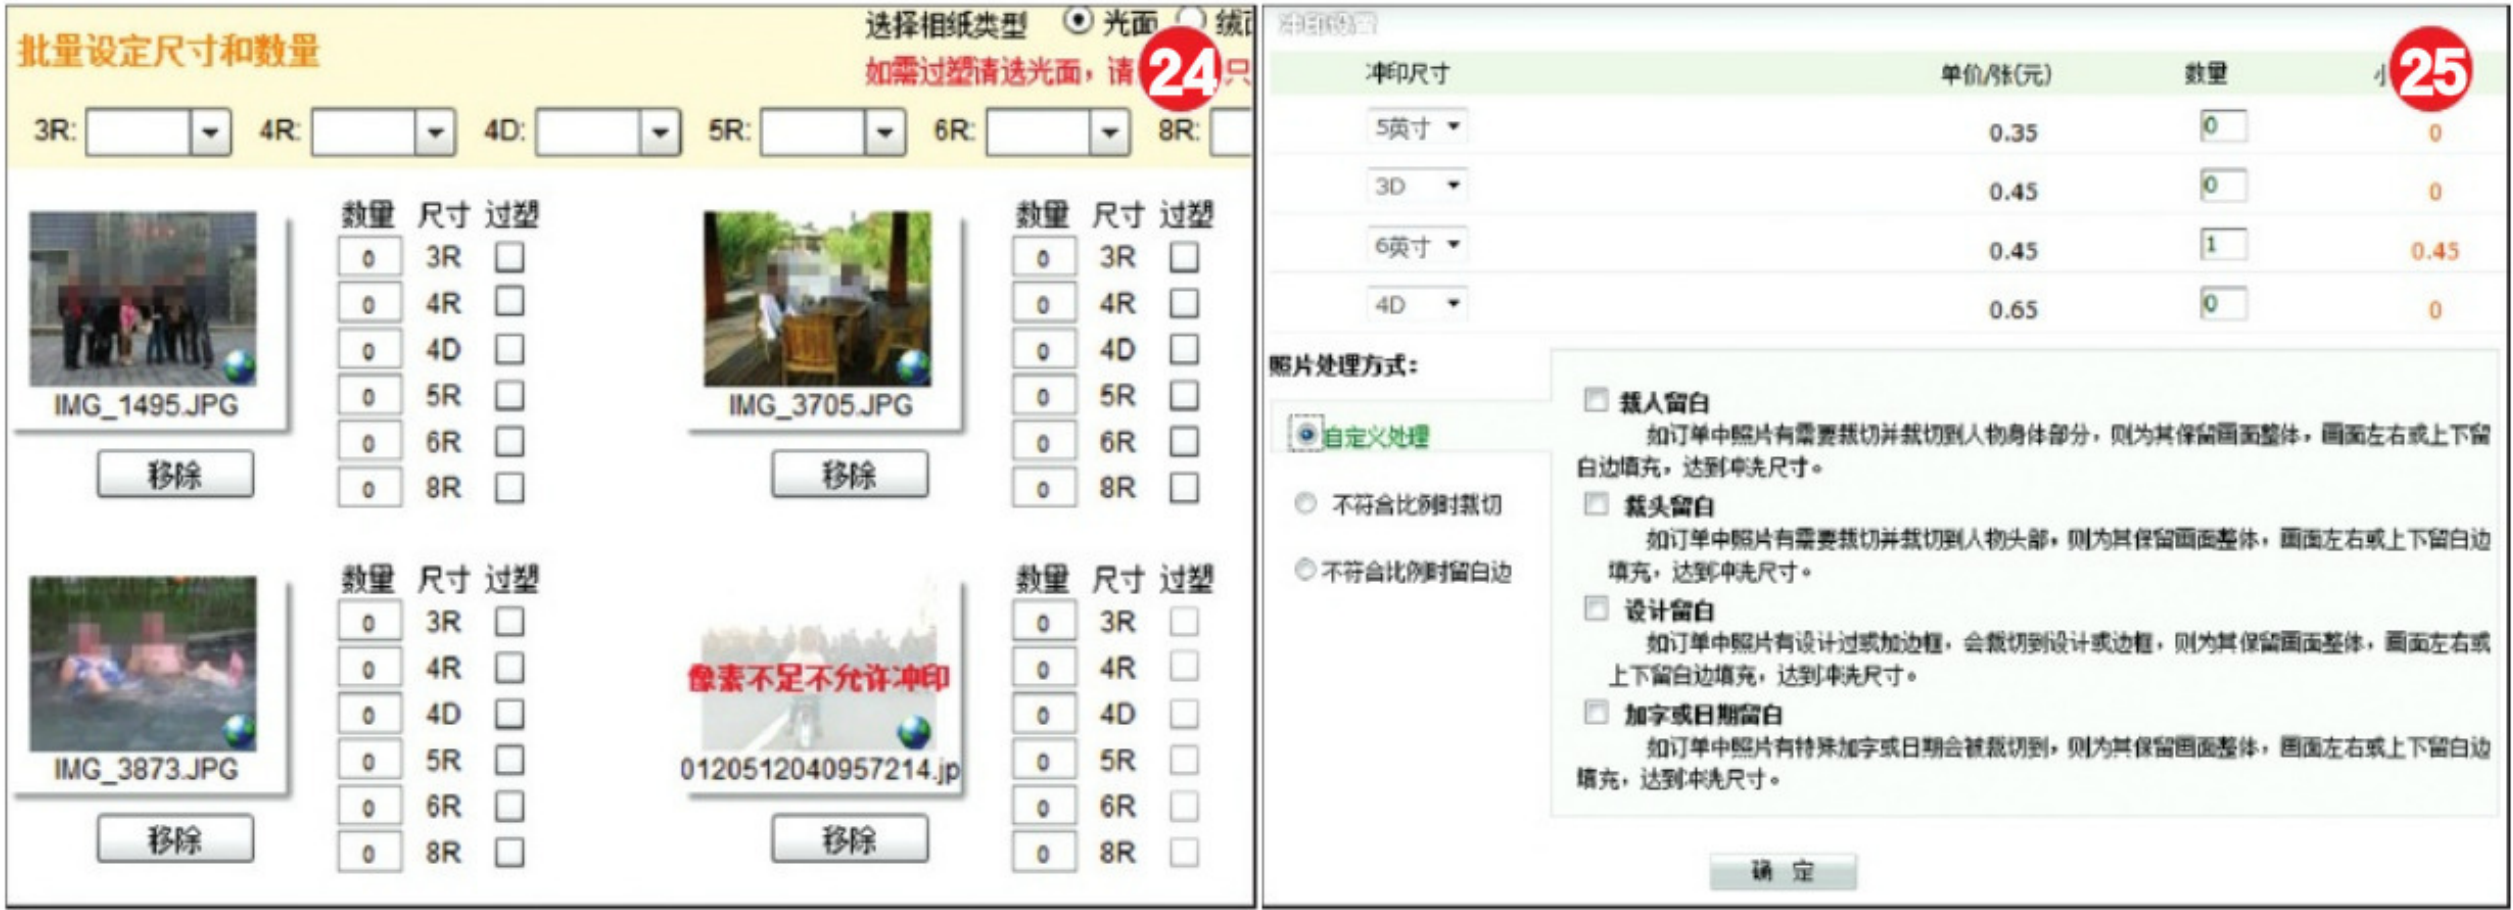 选择相纸类型 光面 绒
批量设定尺寸和数量
如需过塑请选光面，请 只
24
3R: 4R: 4D: 5R: 6R: 8R:
数量 尺寸 过塑
0 3R
0 4R
0 4D
0 5R
0 6R
0 8R
IMG_1495.JPG
移除
数量 尺寸 过塑
0 3R
0 4R
0 4D
0 5R
0 6R
0 8R
IMG_3705.JPG
移除
数量 尺寸 过塑
0 3R
0 4R
0 4D
0 5R
0 6R
0 8R
IMG_3873.JPG
移除
数量 尺寸 过塑
0 3R
0 4R
0 4D
0 5R
0 6R
0 8R
像素不足不允许冲印
0120512040957214.jp
移除
冲印设置
25
冲印尺寸 单价/张(元) 数量 小
5英寸 0.35 0 0
3D 0.45 0 0
6英寸 0.45 1 0.45
4D 0.65 0 0
照片处理方式：
自定义处理
不符合比例时裁切
不符合比例时留白边
裁人留白
如订单中照片有需要裁切并裁切到人物身体部分，则为其保留画面整体，画面左右或上下留
白边填充，达到冲洗尺寸。
裁头留白
如订单中照片有需要裁切并裁切到人物头部，则为其保留画面整体，画面左右或上下留白边
填充，达到冲洗尺寸。
设计留白
如订单中照片有设计过或加边框，会裁切到设计或边框，则为其保留画面整体，画面左右或
上下留白边填充，达到冲洗尺寸。
加字或日期留白
如订单中照片有特殊加字或日期会被裁切到，则为其保留画面整体，画面左右或上下留白边
填充，达到冲洗尺寸。
确 定